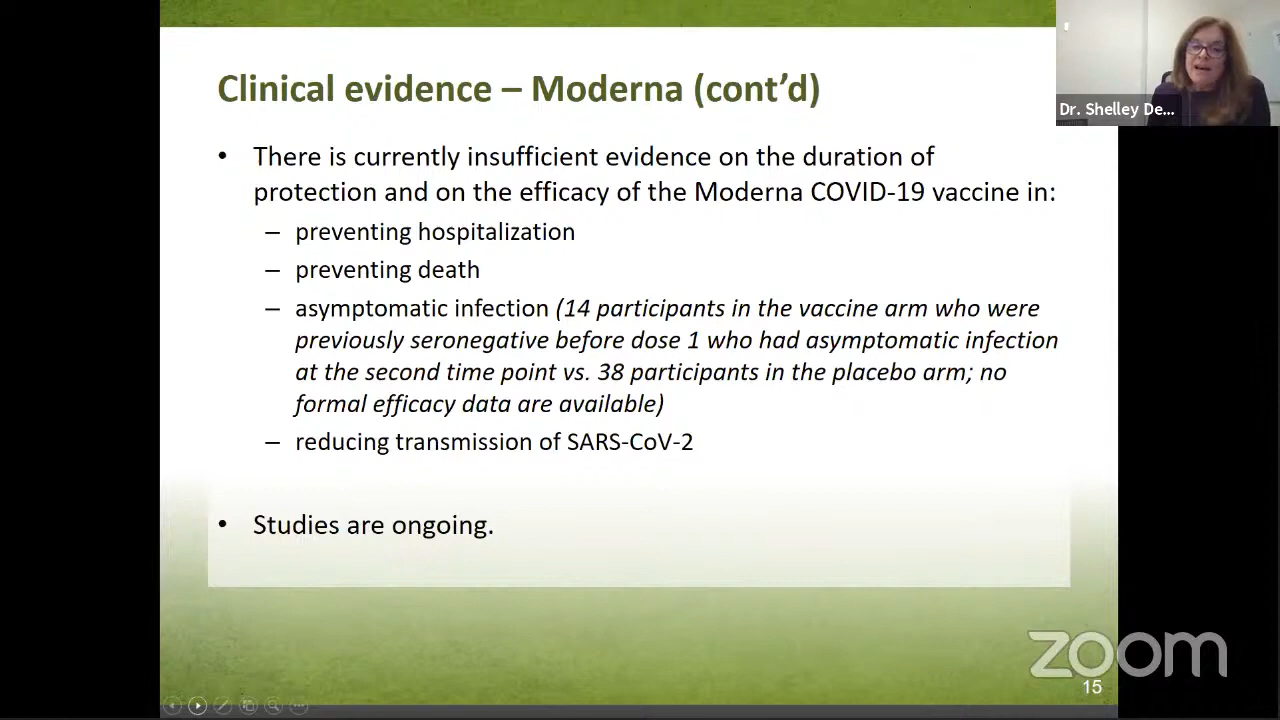 Clinical evidence – Moderna (cont’d)
Dr. Shelley De...
• There is currently insufficient evidence on the duration of
protection and on the efficacy of the Moderna COVID-19 vaccine in:
– preventing hospitalization
– preventing death
– asymptomatic infection (14 participants in the vaccine arm who were
previously seronegative before dose 1 who had asymptomatic infection
at the second time point vs. 38 participants in the placebo arm; no
formal efficacy data are available)
– reducing transmission of SARS-CoV-2
• Studies are ongoing.
zoom
15